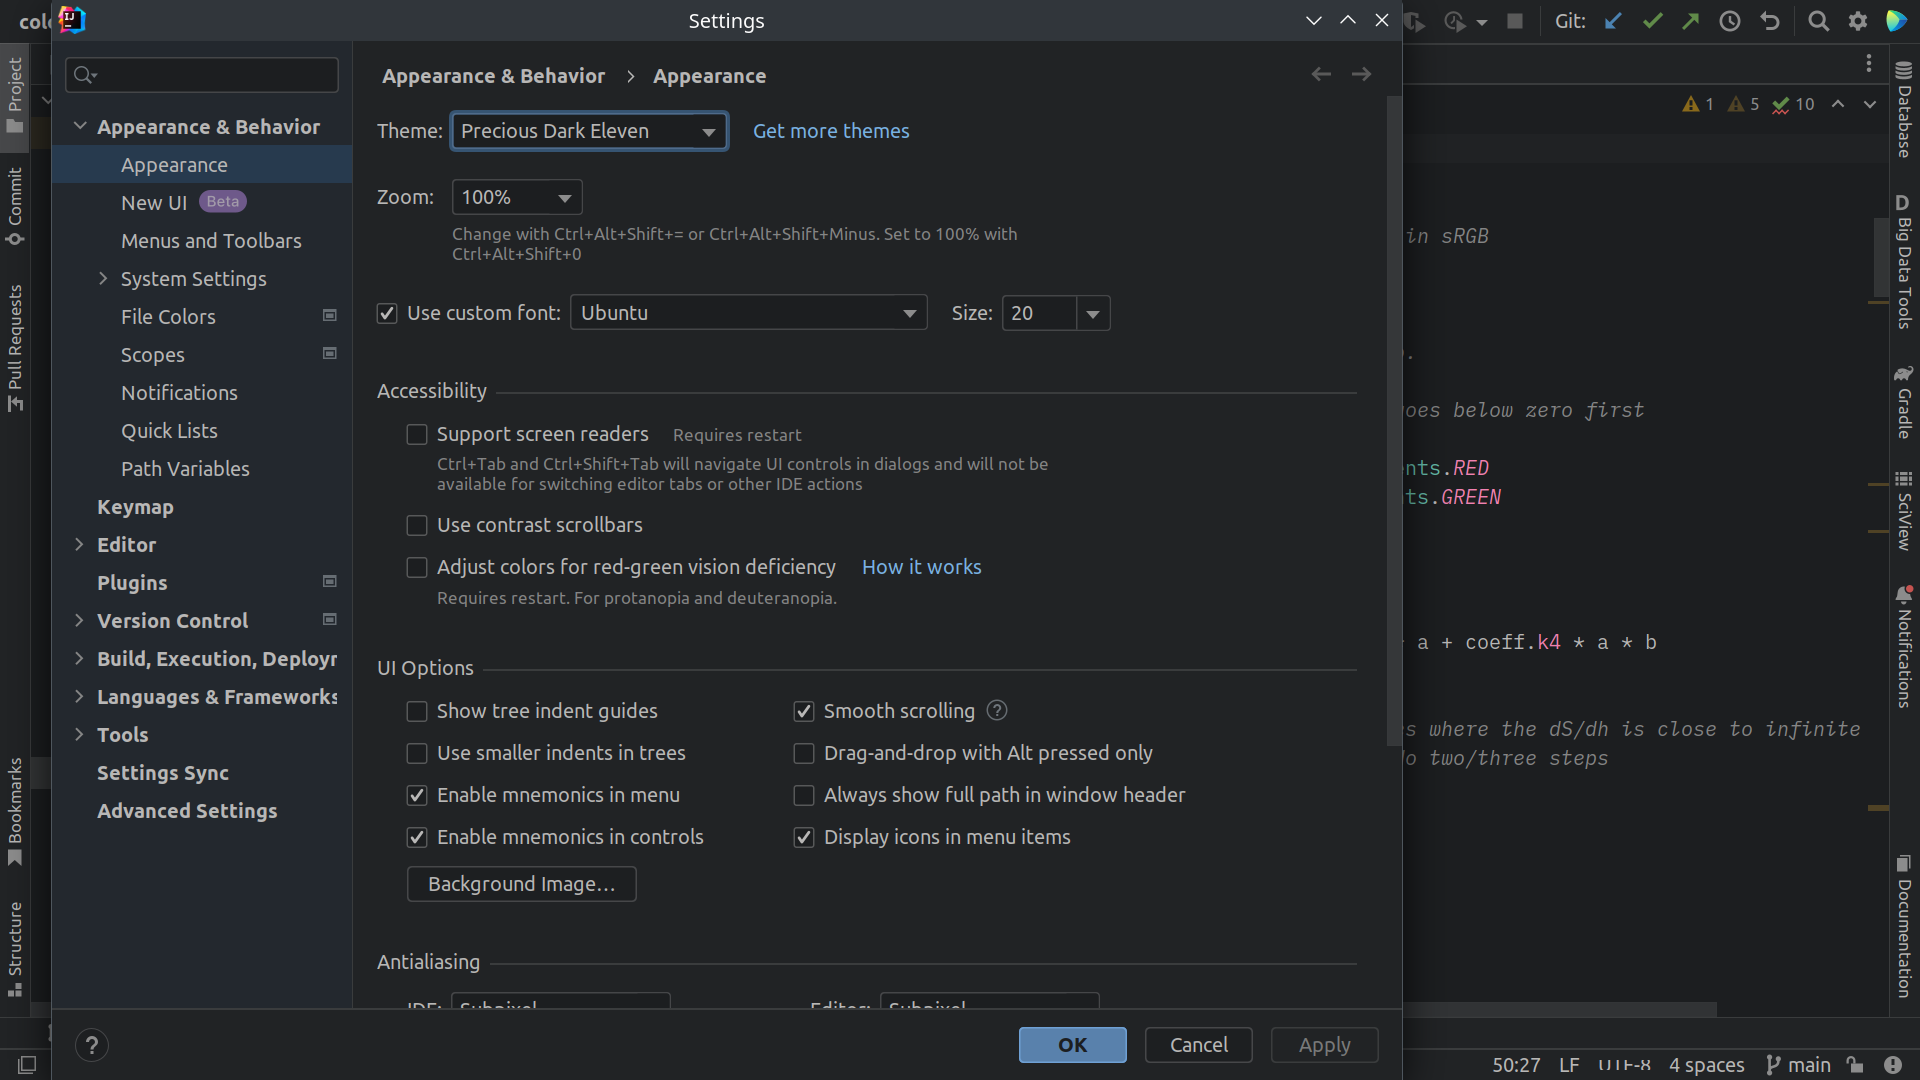 Settings
Git:
Project
Commit
Pull Requests
Bookmarks
Structure
Appearance & Behavior
Appearance
New UI Beta
Menus and Toolbars
System Settings
File Colors
Scopes
Notifications
Quick Lists
Path Variables
Keymap
Editor
Plugins
Version Control
Build, Execution,
Languages & Frameworks
Tools
Settings Sync
Advanced Settings
Appearance & Behavior › Appearance
Theme: Precious Dark Eleven Get more themes
Zoom: 100%
Change with Ctrl+Alt+Shift+= or Ctrl+Alt+Shift+Minus. Set to 100% with
Ctrl+Alt+Shift+0
Use custom font: Ubuntu Size: 20
Accessibility
Support screen readers Requires restart
Ctrl+Tab and Ctrl+Shift+Tab will navigate UI controls in dialogs and will not be
available for switching editor tabs or other IDE actions
Use contrast scrollbars
Adjust colors for red-green vision deficiency How it works
Requires restart. For protanopia and deuteranopia.
UI Options
Show tree indent guides Smooth scrolling ?
Use smaller indents in trees Drag-and-drop with Alt pressed only
Enable mnemonics in menu Always show full path in window header
Enable mnemonics in controls Display icons in menu items
Background Image...
Antialiasing
IDE: Subpixel Editor: Subpixel
? OK Cancel Apply
1 5 10
in sRGB
oes below zero first
nts.RED
ts.GREEN
a + coeff.k4 * a * b
s where the dS/dh is close to infinite
o two/three steps
Database
D Big Data Tools
Gradle
SciView
Notifications
Documentation
50:27 LF UTF-8 4 spaces main